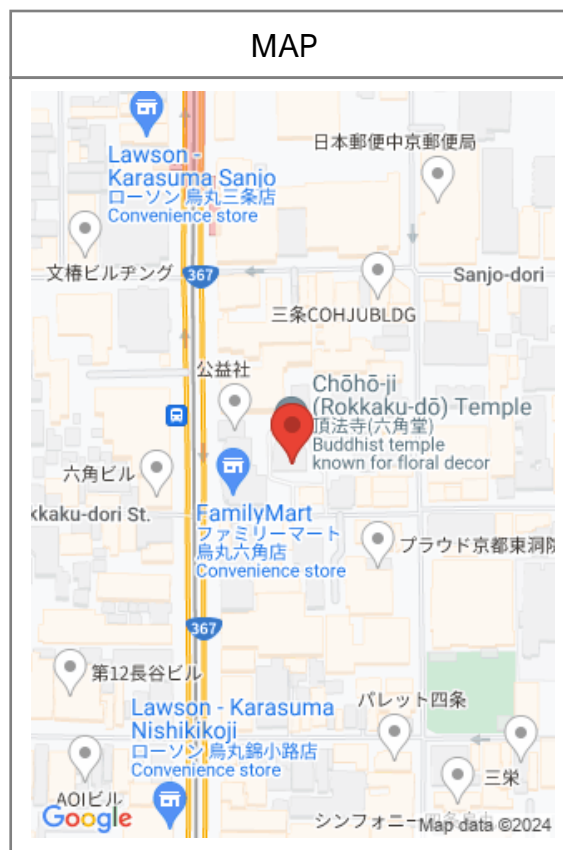 MAP
日本郵便中京郵便局
Lawson -
Karasuma Sanjo
ローソン 烏丸三条店
Convenience store
文椿ビルヂング
367
Sanjo-dori
三条COHJUBLDG
公益社
Chōhō-ji
(Rokkaku-dō) Temple
頂法寺(六角堂)
Buddhist temple
known for floral decor
六角ビル
kkaku-dori St.
FamilyMart
ファミリーマート
烏丸六角店
Convenience store
プラウド京都東洞院
367
第12長谷ビル
Lawson - Karasuma
Nishikikoji
ローソン 烏丸錦小路店
Convenience store
パレット四条
三栄
AOIビル
Google
シンフォニー
Map data ©2024